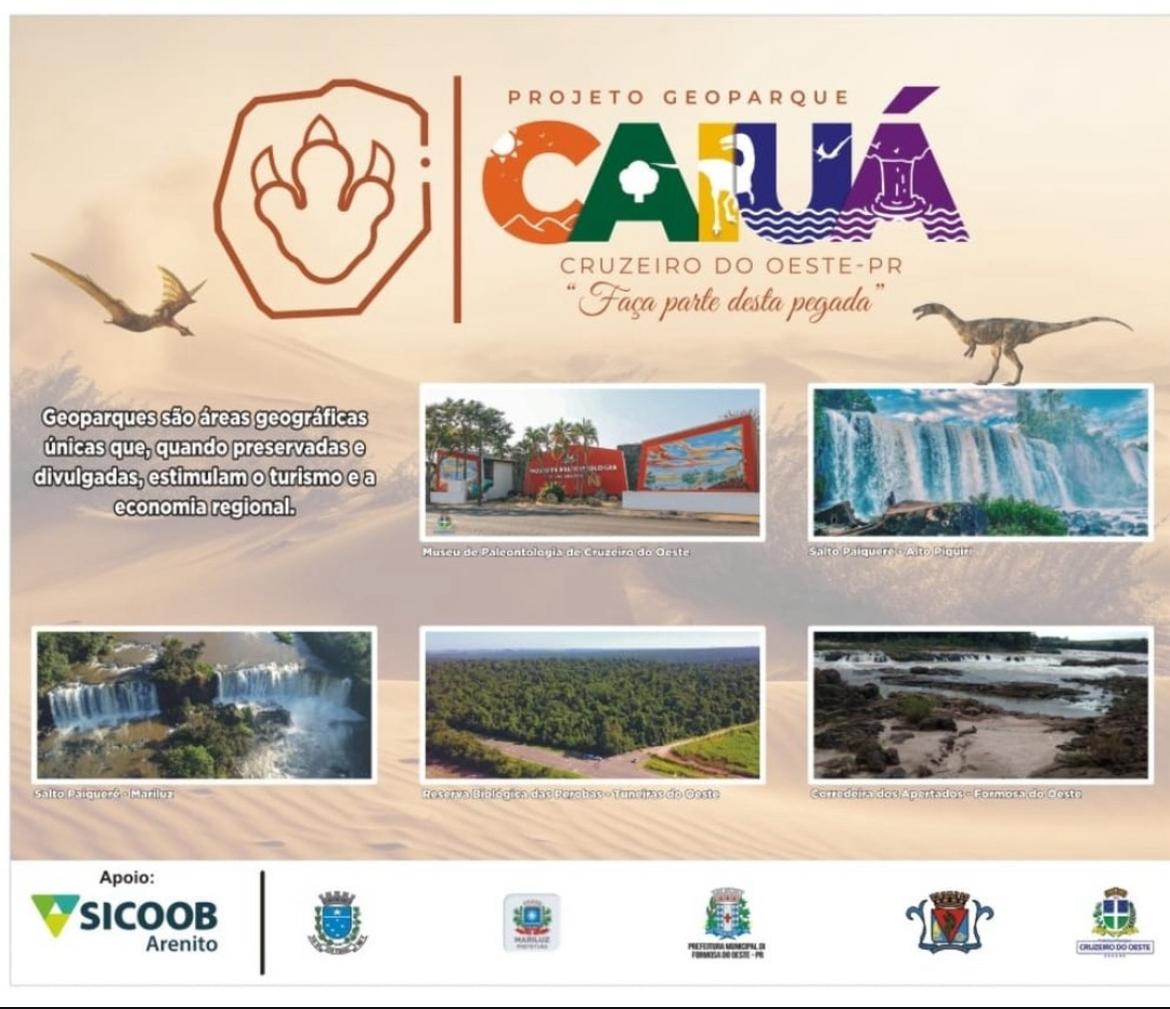 PROJETO GEOPARQUE
CAIUÁ
CRUZEIRO DO OESTE-PR
“Faça parte desta pegada”
Geoparques são áreas geográficas
únicas que, quando preservadas e
divulgadas, estimulam o turismo e a
economia regional.
Museu de Paleontologia de Cruzeiro do Oeste
Salto Paiquerê - Alto Piquiri
Salto Paiquerê - Mariluz
Reserva Biológica das Perobas - Tuneiras do Oeste
Corredeira dos Apertados - Formosa do Oeste
Apoio:
SICOOB
Arenito
MARILUZ
PREFEITURA
PREFEITURA MUNICIPAL DE
FORMOSA DO OESTE - PR
CRUZEIRO DO OESTE